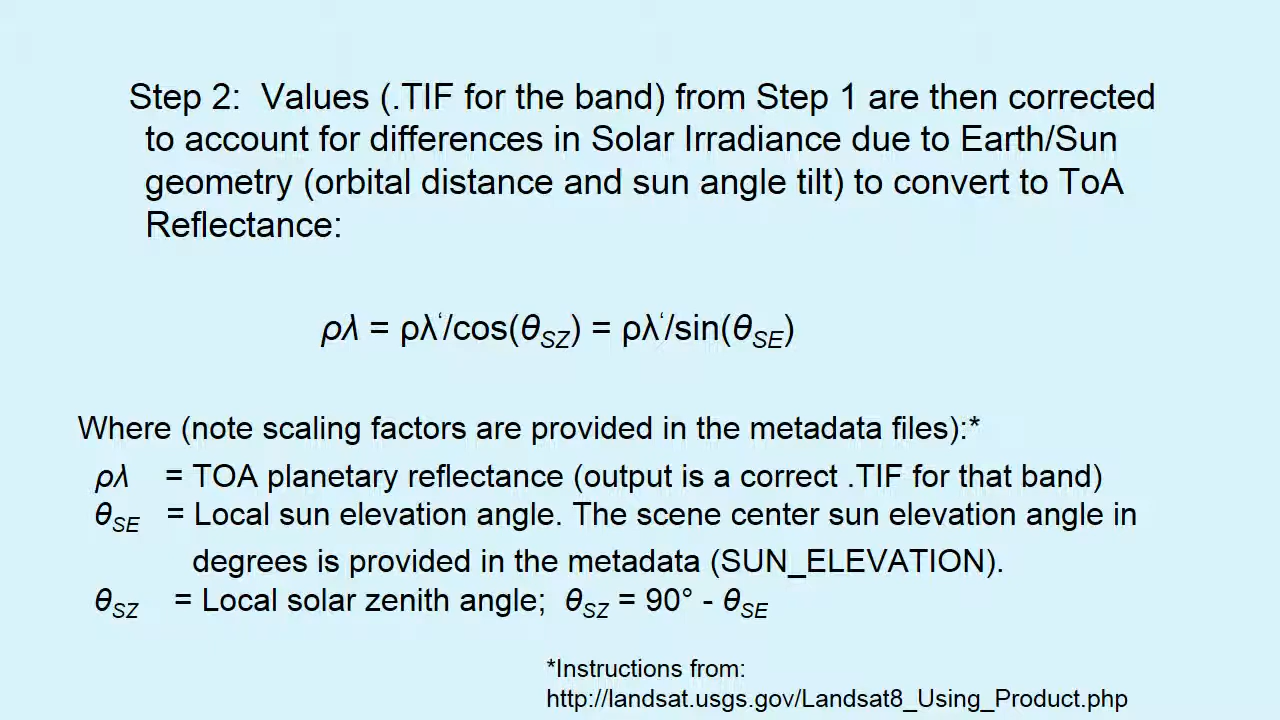 Step 2:  Values (.TIF for the band) from Step 1 are then corrected
to account for differences in Solar Irradiance due to Earth/Sun
geometry (orbital distance and sun angle tilt) to convert to ToA
Reflectance:
ρλ = ρλ‘/cos(θSZ) = ρλ‘/sin(θSE)
Where (note scaling factors are provided in the metadata files):*
ρλ = TOA planetary reflectance (output is a correct .TIF for that band)
θSE = Local sun elevation angle. The scene center sun elevation angle in
degrees is provided in the metadata (SUN_ELEVATION).
θSZ = Local solar zenith angle;  θSZ = 90° - θSE
*Instructions from:
http://landsat.usgs.gov/Landsat8_Using_Product.php